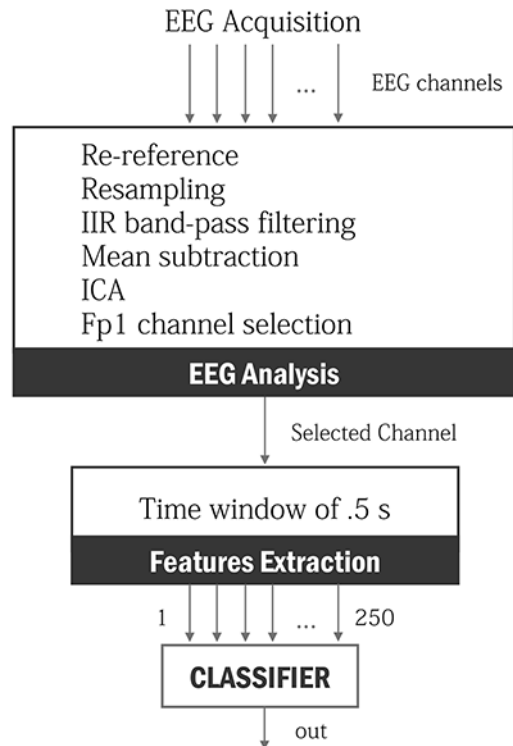 EEG Acquisition
... EEG channels
Re-reference
Resampling
IIR band-pass filtering
Mean subtraction
ICA
Fp1 channel selection
EEG Analysis
Selected Channel
Time window of .5 s
Features Extraction
1 ... 250
CLASSIFIER
out